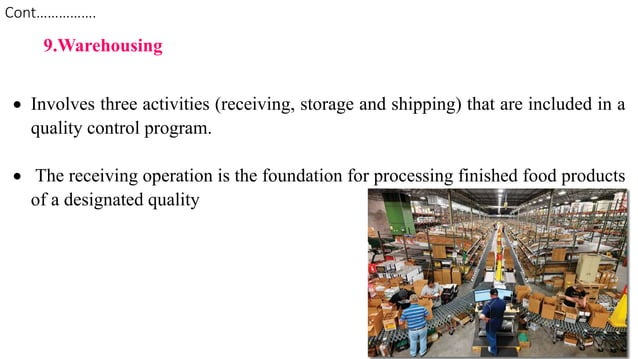 Cont…………….
9.Warehousing
• Involves three activities (receiving, storage and shipping) that are included in a
quality control program.
• The receiving operation is the foundation for processing finished food products
of a designated quality